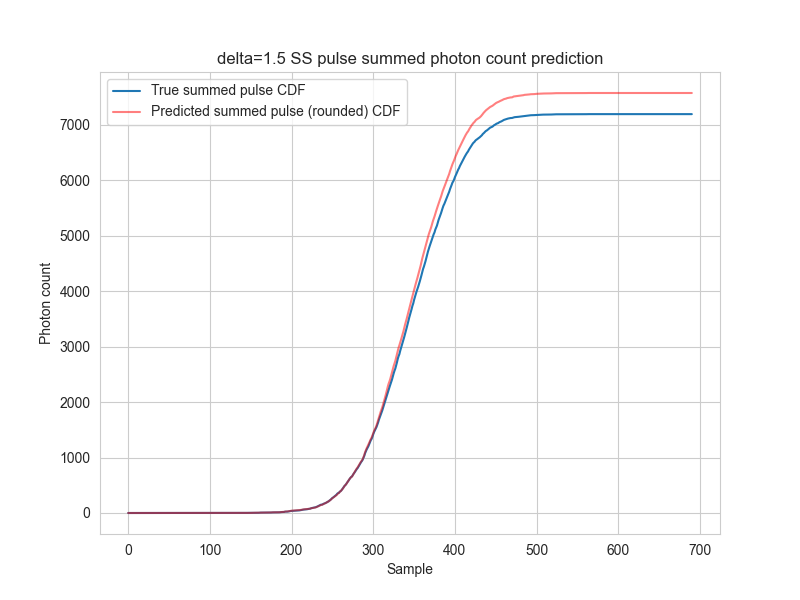 delta=1.5 SS pulse summed photon count prediction
True summed pulse CDF
Predicted summed pulse (rounded) CDF
Photon count
7000
6000
5000
4000
3000
2000
1000
0
0 100 200 300 400 500 600 700
Sample